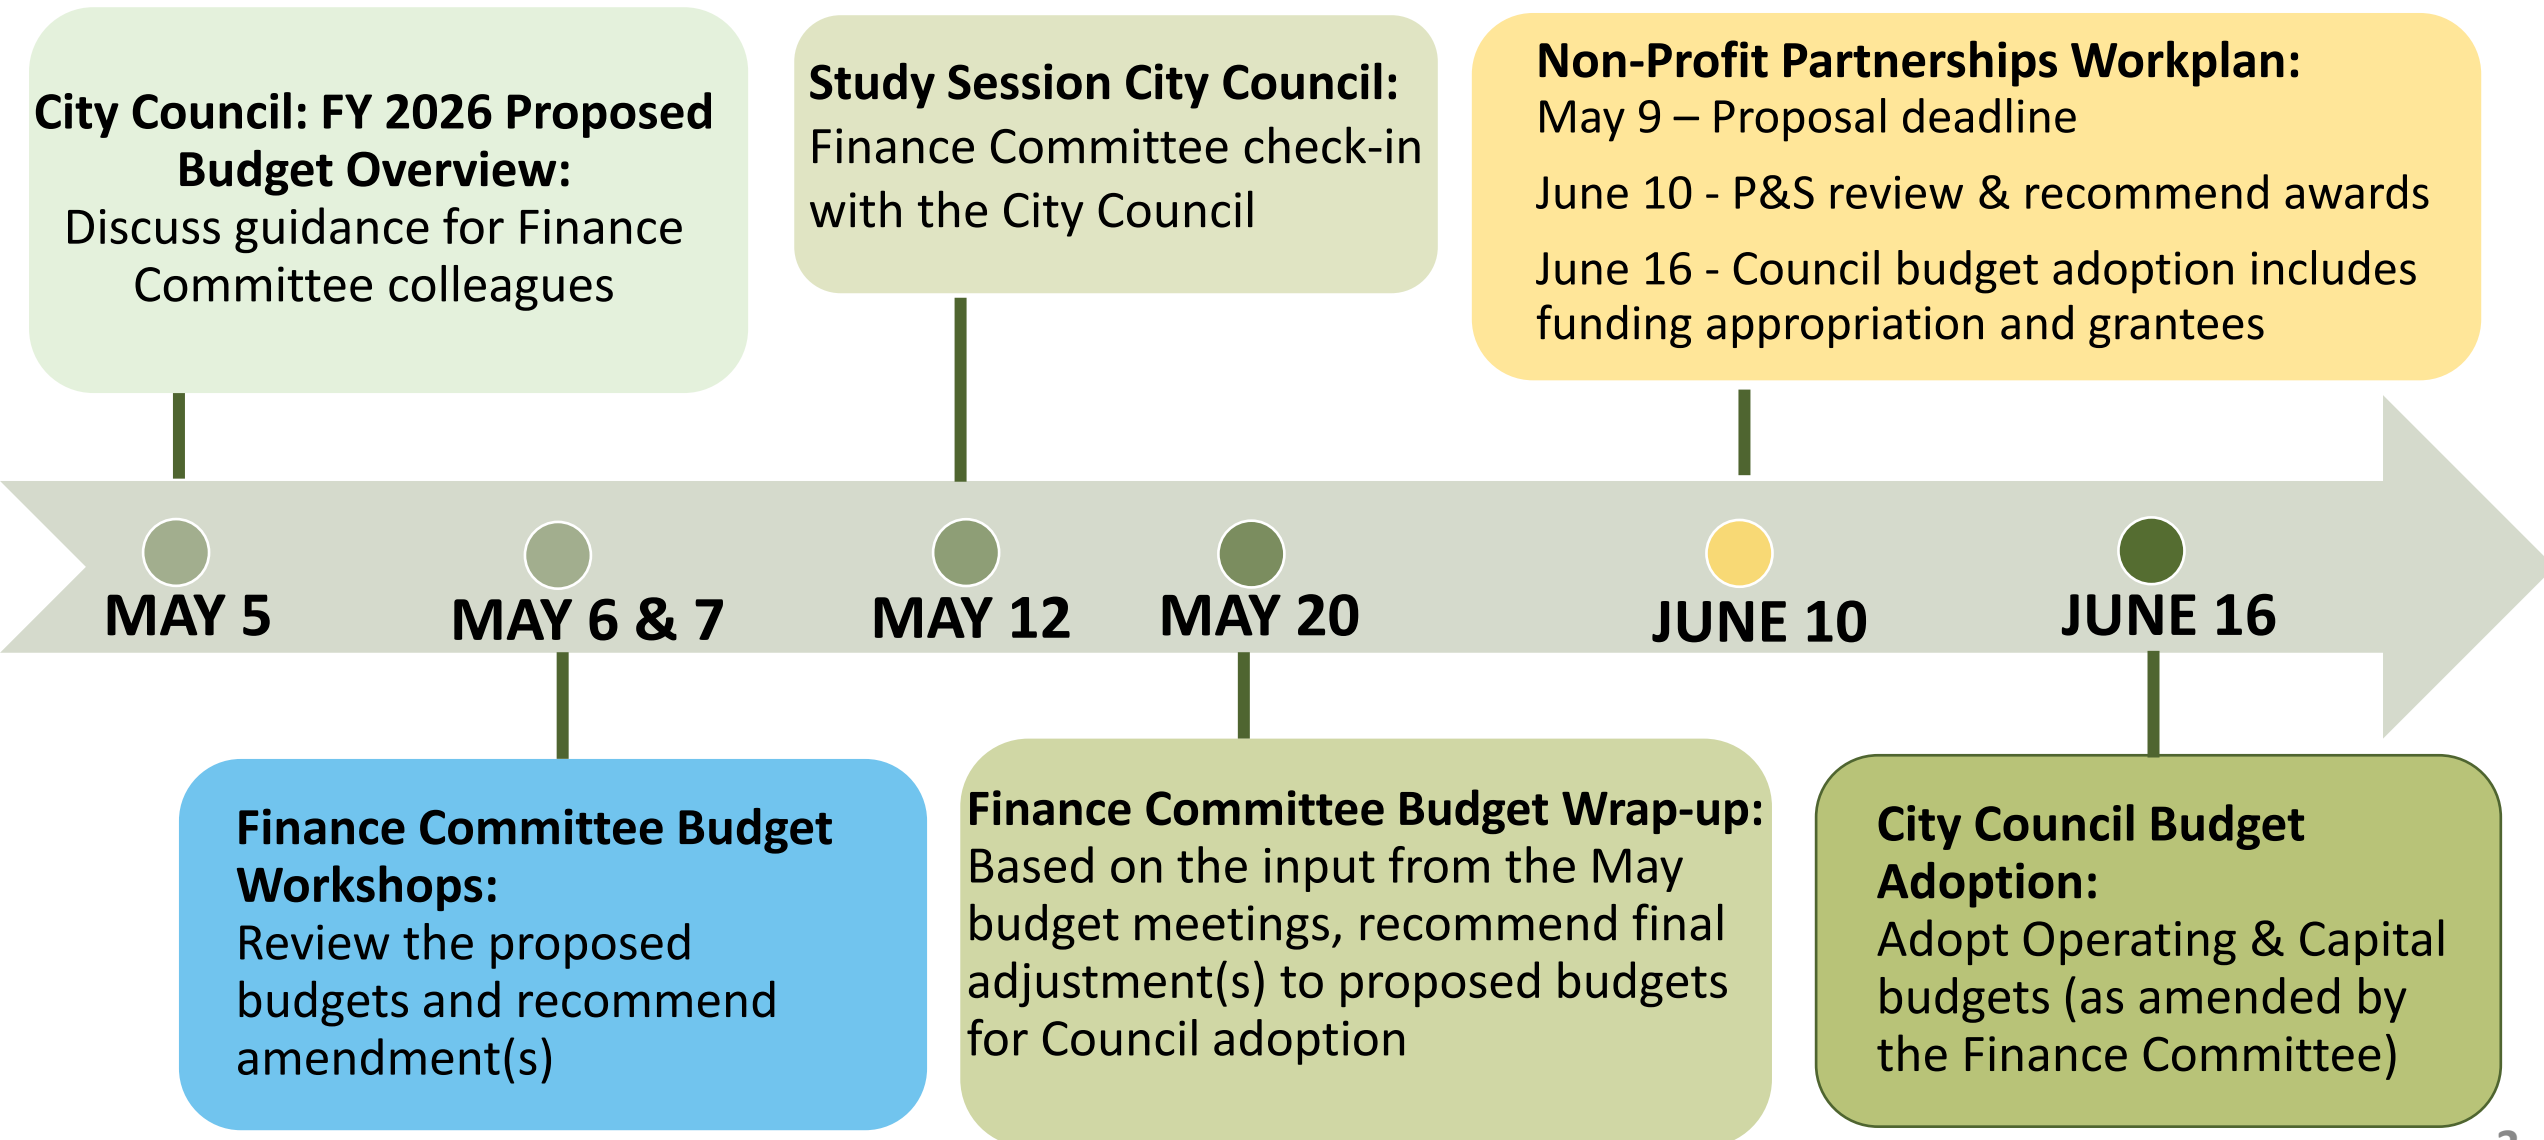 City Council: FY 2026 Proposed
Budget Overview:
Discuss guidance for Finance
Committee colleagues
Study Session City Council:
Finance Committee check-in
with the City Council
Non-Profit Partnerships Workplan:
May 9 – Proposal deadline
June 10 - P&S review & recommend awards
June 16 - Council budget adoption includes
funding appropriation and grantees
MAY 5
MAY 6 & 7
MAY 12
MAY 20
JUNE 10
JUNE 16
Finance Committee Budget
Workshops:
Review the proposed
budgets and recommend
amendment(s)
Finance Committee Budget Wrap-up:
Based on the input from the May
budget meetings, recommend final
adjustment(s) to proposed budgets
for Council adoption
City Council Budget
Adoption:
Adopt Operating & Capital
budgets (as amended by
the Finance Committee)